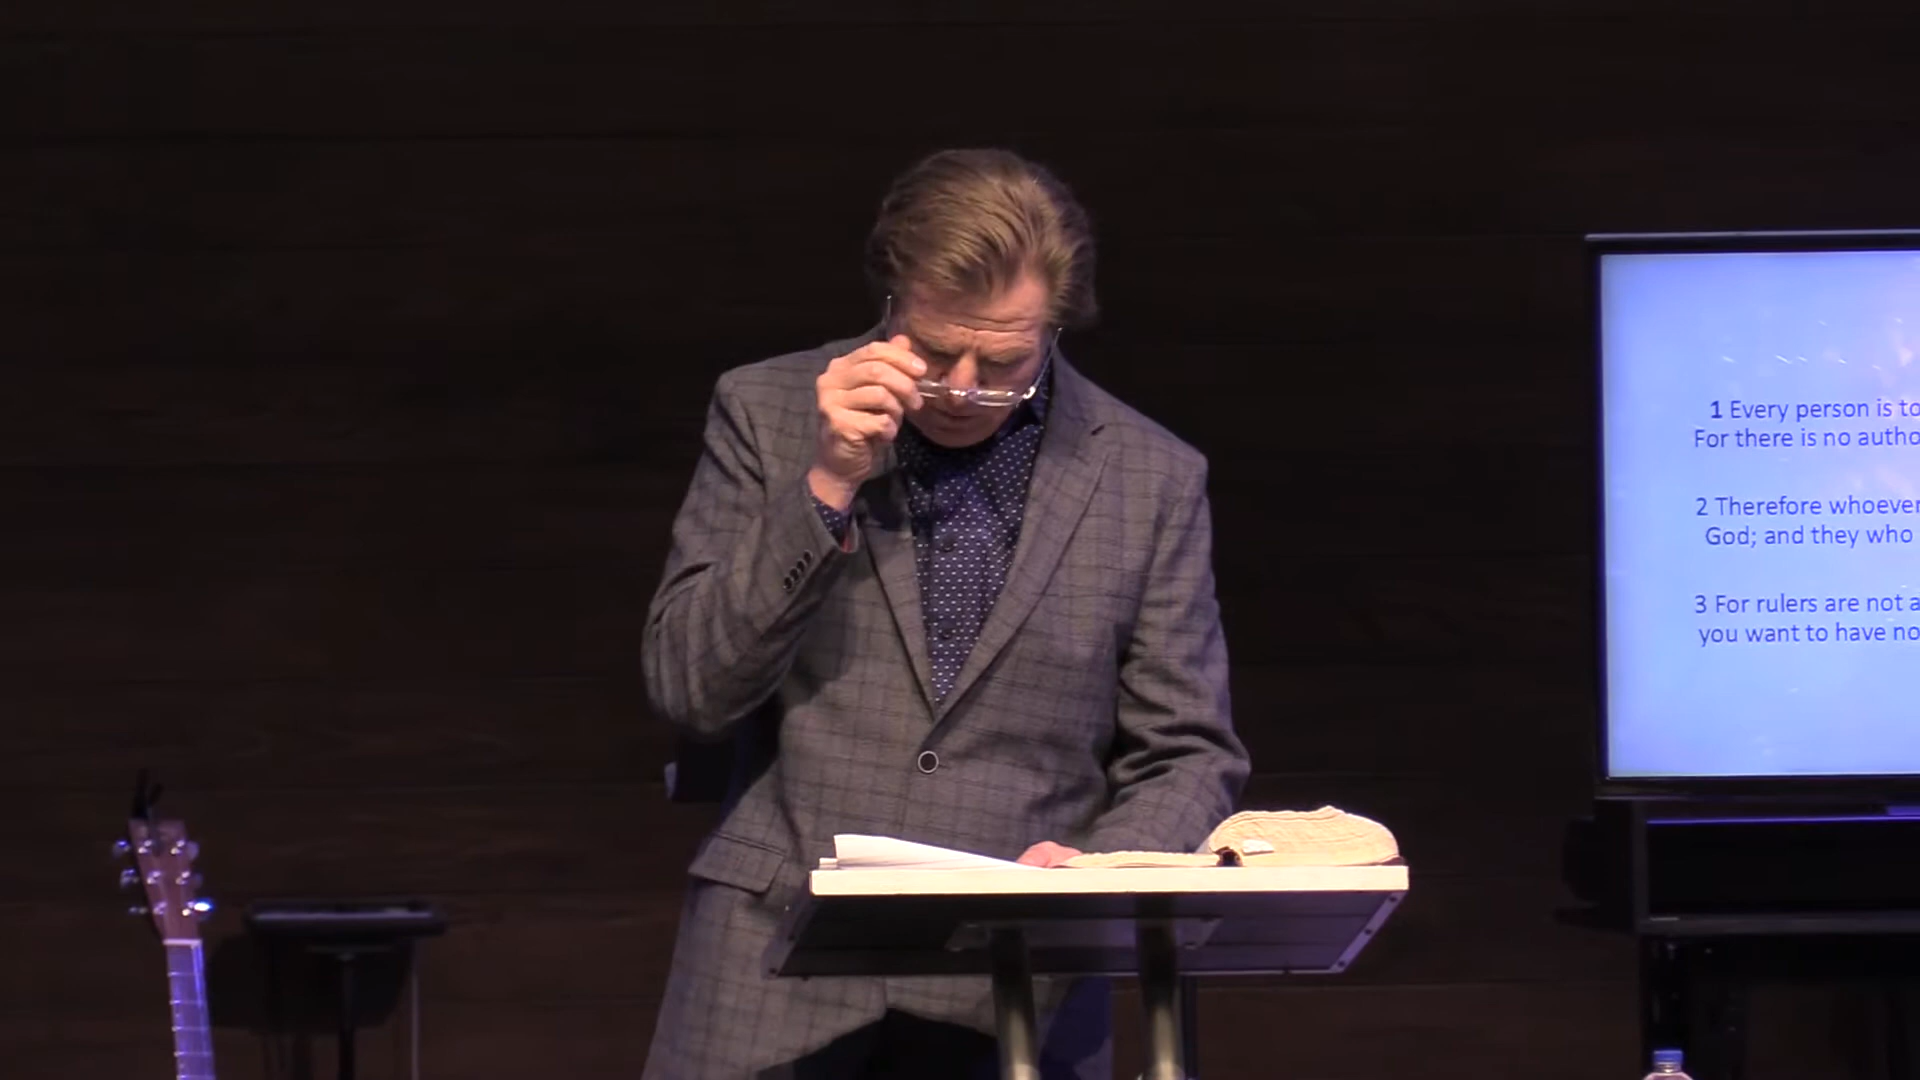 1 Every person is to
For there is no autho
2 Therefore whoever
God; and they who
3 For rulers are not a
you want to have no